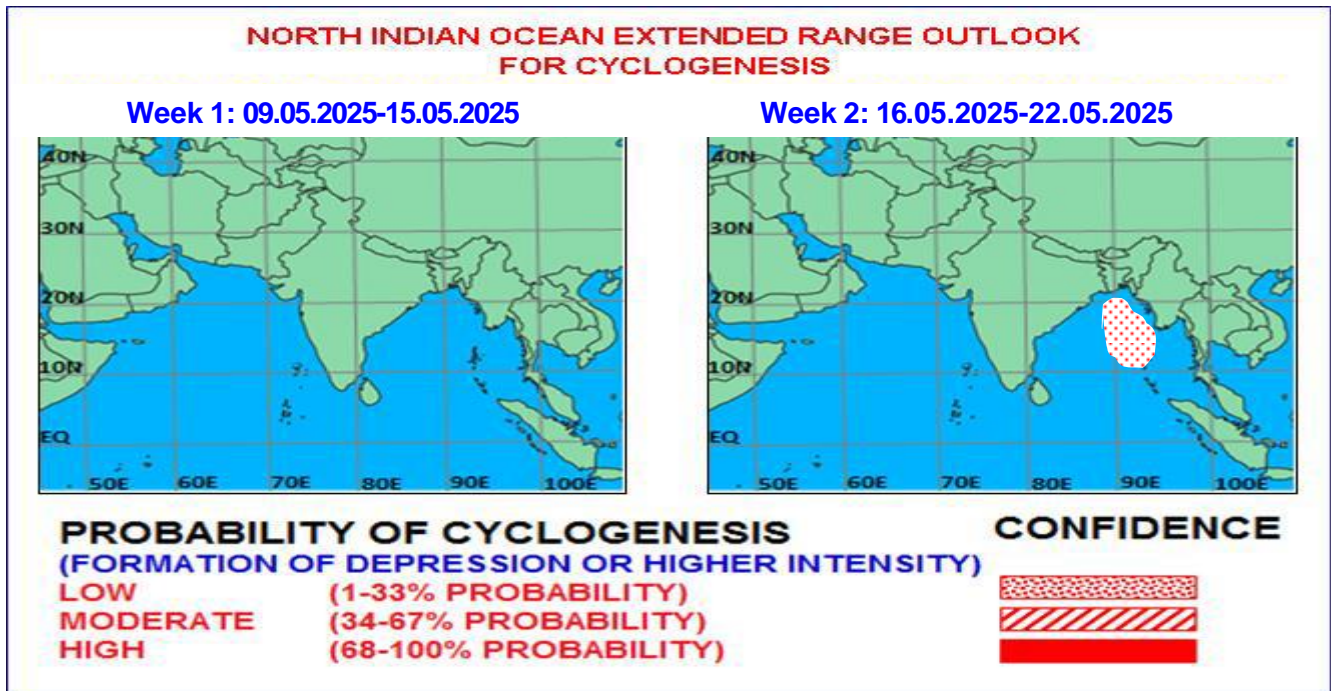 NORTH INDIAN OCEAN EXTENDED RANGE OUTLOOK
FOR CYCLOGENESIS
Week 1: 09.05.2025-15.05.2025
40N
30N
20N
10N
EQ
50E 60E 70E 80E 90E 100E
Week 2: 16.05.2025-22.05.2025
40N
30N
20N
10N
EQ
50E 60E 70E 80E 90E 100E
PROBABILITY OF CYCLOGENESIS
(FORMATION OF DEPRESSION OR HIGHER INTENSITY)
LOW (1-33% PROBABILITY)
MODERATE (34-67% PROBABILITY)
HIGH (68-100% PROBABILITY)
CONFIDENCE